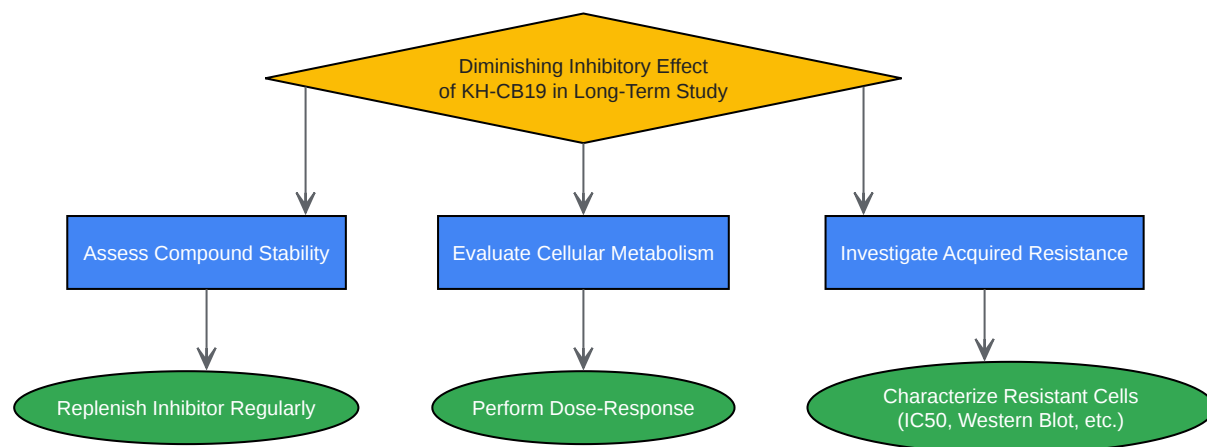 Diminishing Inhibitory Effect
of KH-CB19 in Long-Term Study
Assess Compound Stability
Evaluate Cellular Metabolism
Investigate Acquired Resistance
Replenish Inhibitor Regularly
Perform Dose-Response
Characterize Resistant Cells
(IC50, Western Blot, etc.)